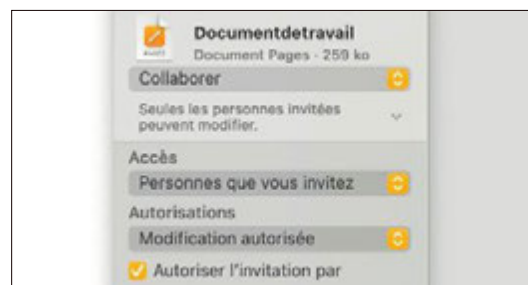 Documentdetravail
Document Pages - 259 ko
Collaborer
Seules les personnes invitées
peuvent modifier.
Accès
Personnes que vous invitez
Autorisations
Modification autorisée
Autoriser l'invitation par